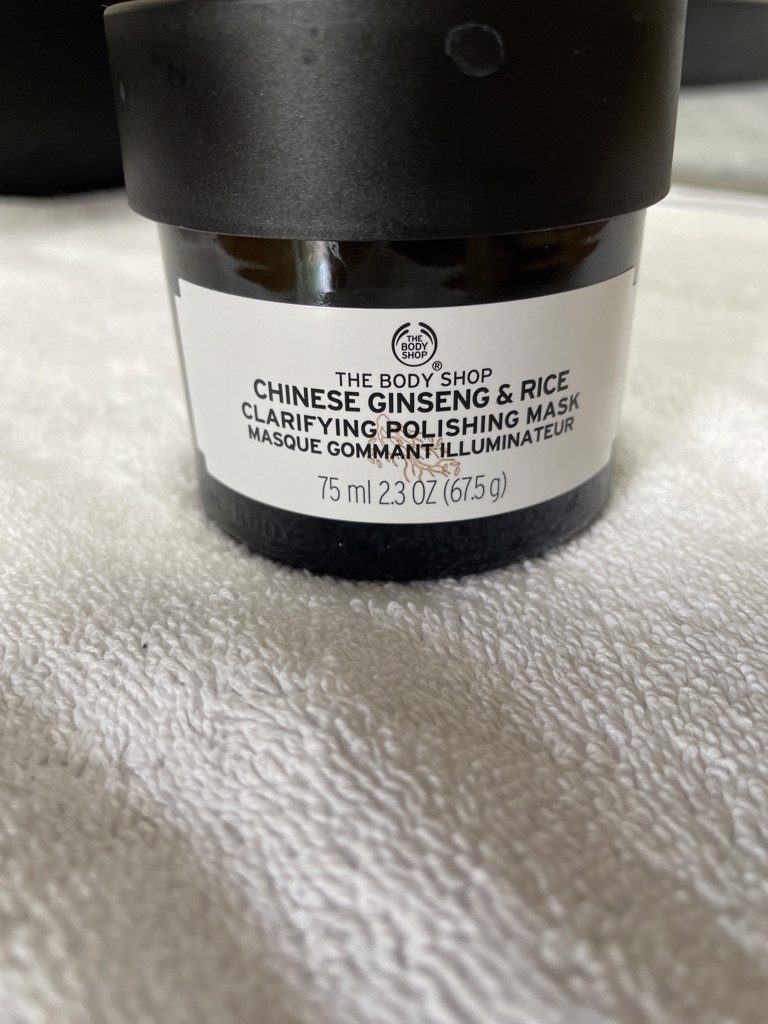 THE
BODY
SHOP
®
THE BODY SHOP
CHINESE GINSENG & RICE
CLARIFYING POLISHING MASK
MASQUE GOMMANT ILLUMINATEUR
75 ml 2.3 OZ (67.5 g)